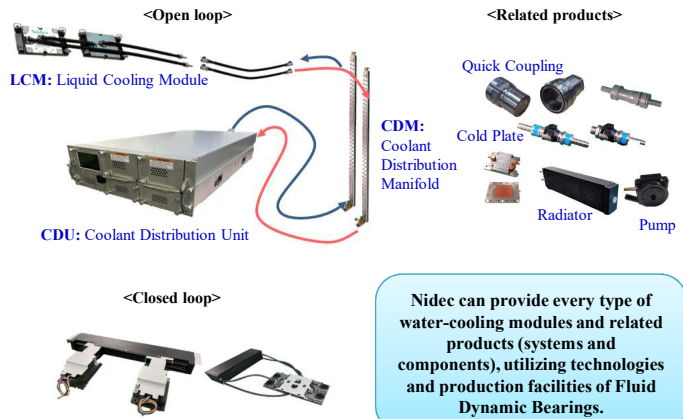 <Open loop>
<Related products>
LCM: Liquid Cooling Module
Quick Coupling
CDM:
Coolant
Distribution
Manifold
Cold Plate
Radiator
Pump
CDU: Coolant Distribution Unit
<Closed loop>
Nidec can provide every type of
water-cooling modules and related
products (systems and
components), utilizing technologies
and production facilities of Fluid
Dynamic Bearings.